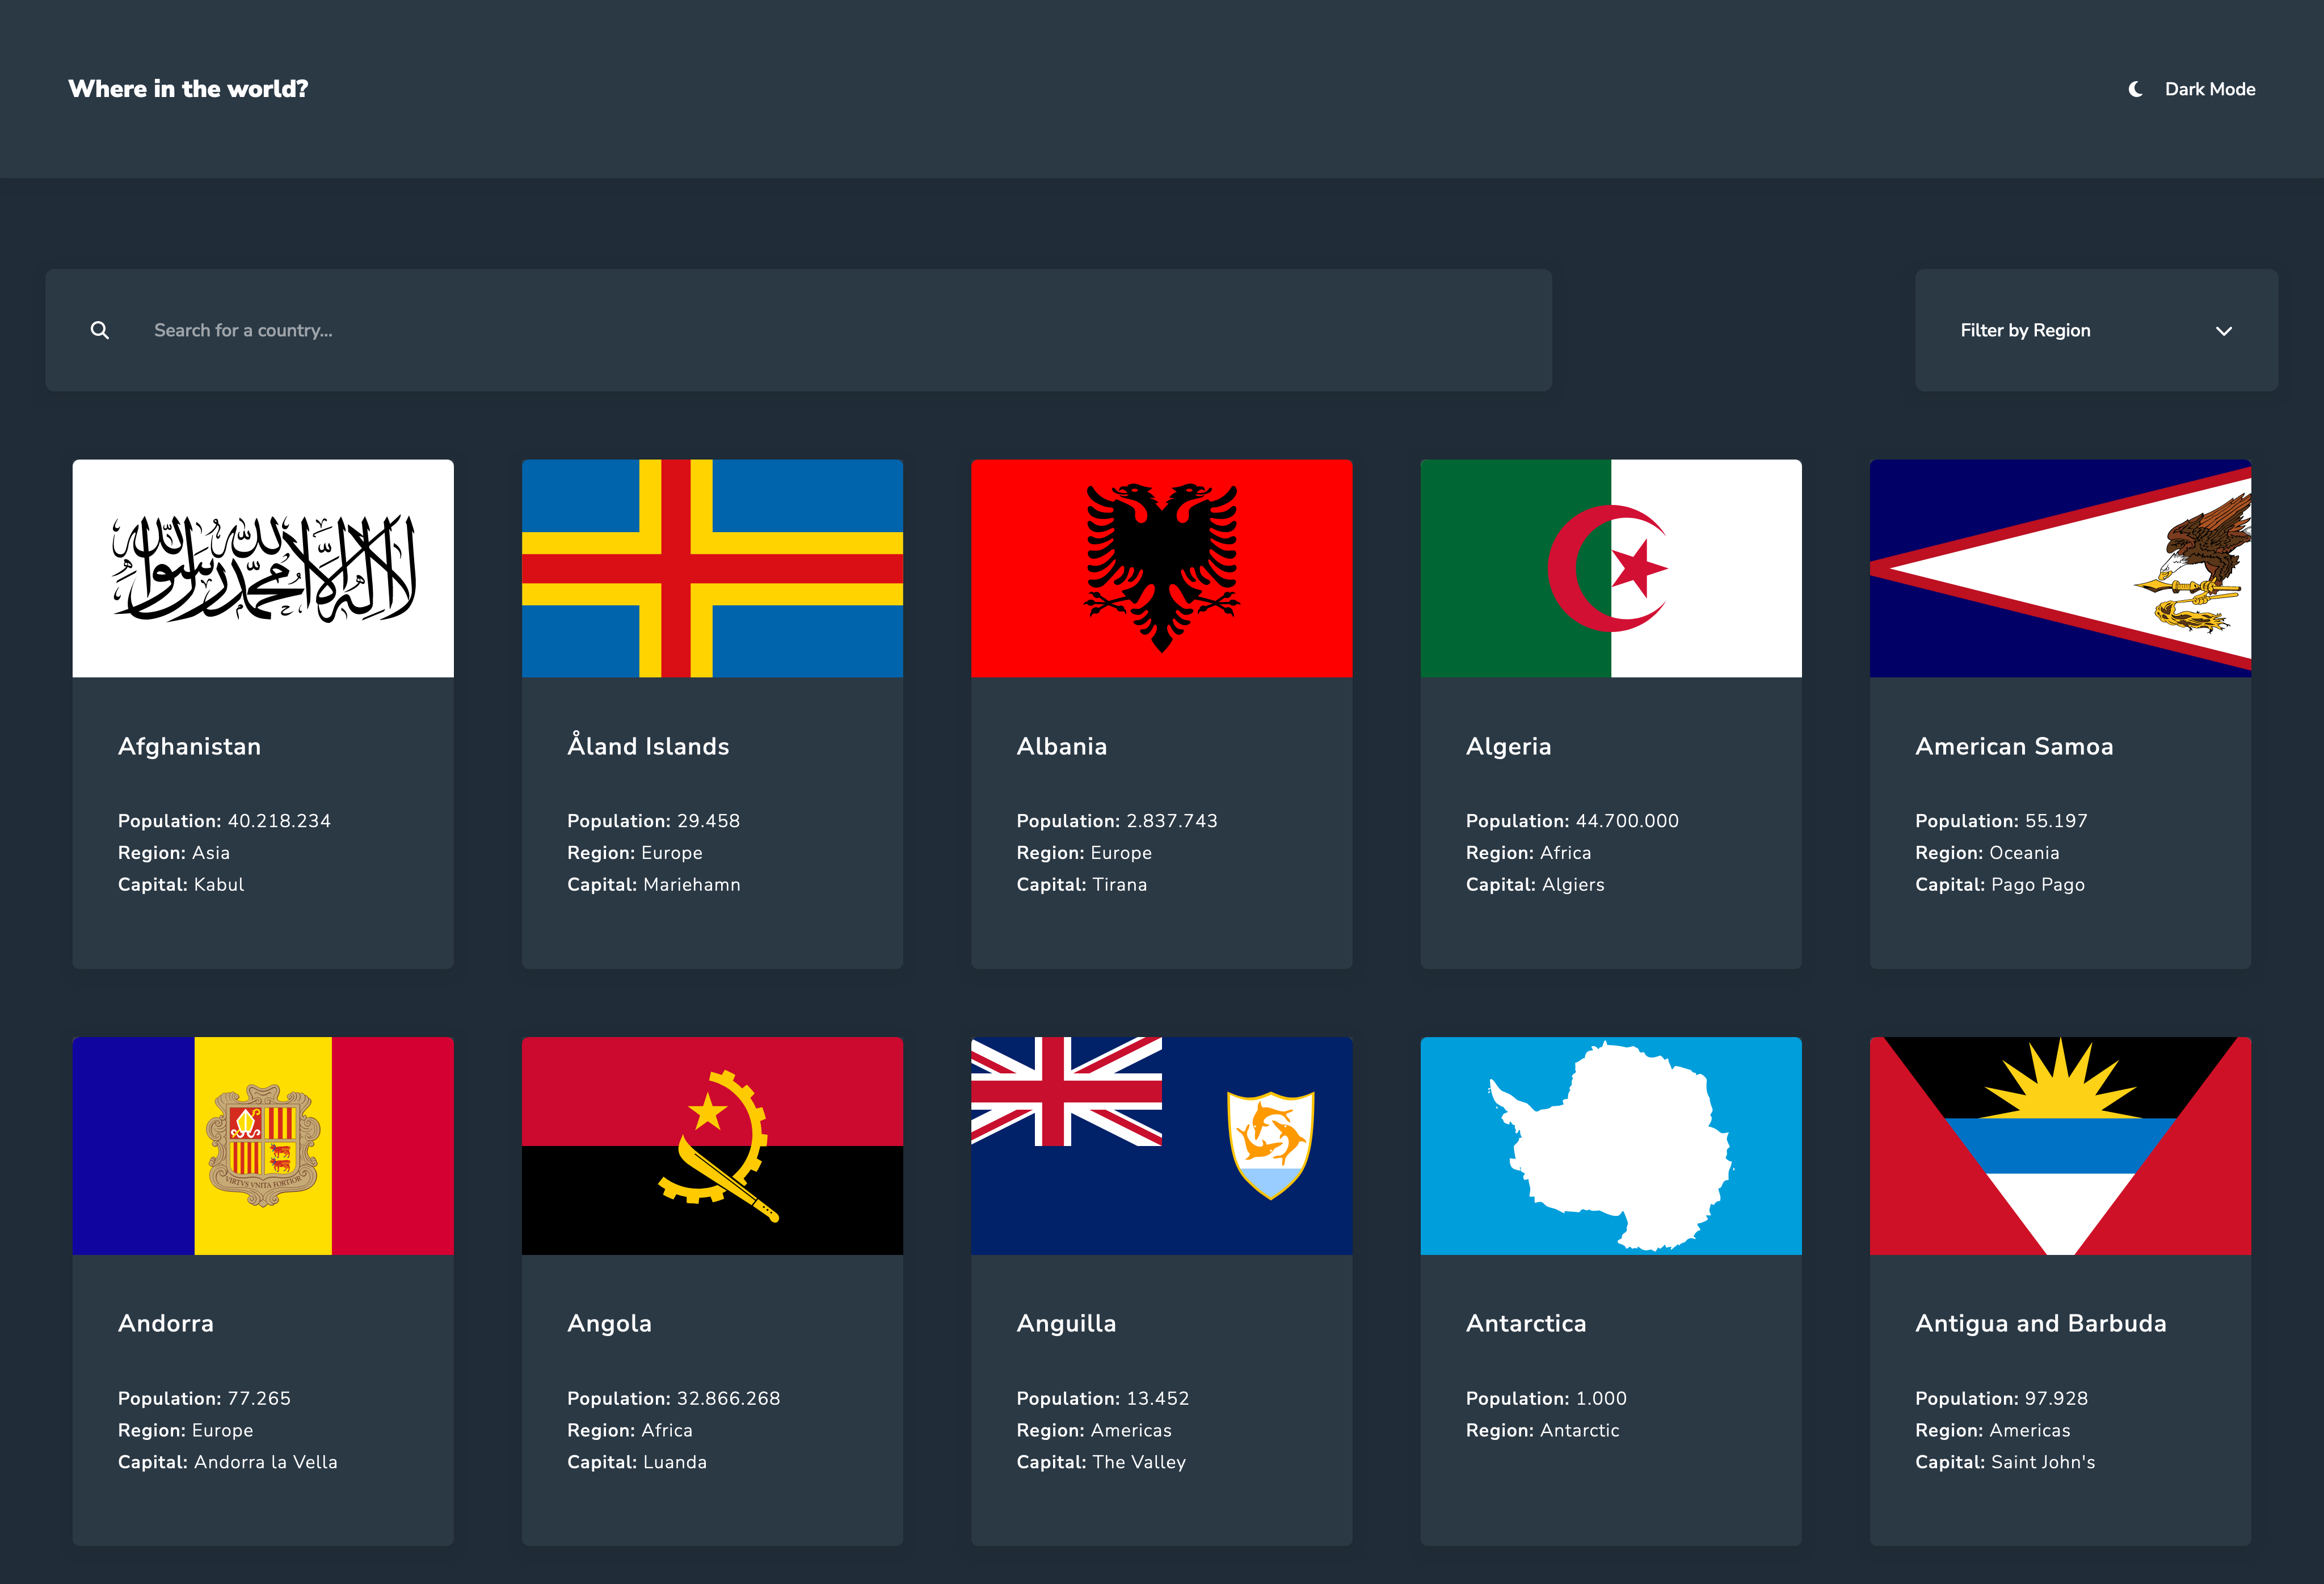 Where in the world?
Dark Mode
Search for a country...
Filter by Region
لا إله إلا الله محمد رسول الله
Afghanistan
Population: 40.218.234
Region: Asia
Capital: Kabul
Åland Islands
Population: 29.458
Region: Europe
Capital: Mariehamn
Albania
Population: 2.837.743
Region: Europe
Capital: Tirana
Algeria
Population: 44.700.000
Region: Africa
Capital: Algiers
American Samoa
Population: 55.197
Region: Oceania
Capital: Pago Pago
VIRTVS VNITA FORTIOR
Andorra
Population: 77.265
Region: Europe
Capital: Andorra la Vella
Angola
Population: 32.866.268
Region: Africa
Capital: Luanda
Anguilla
Population: 13.452
Region: Americas
Capital: The Valley
Antarctica
Population: 1.000
Region: Antarctic
Antigua and Barbuda
Population: 97.928
Region: Americas
Capital: Saint John's